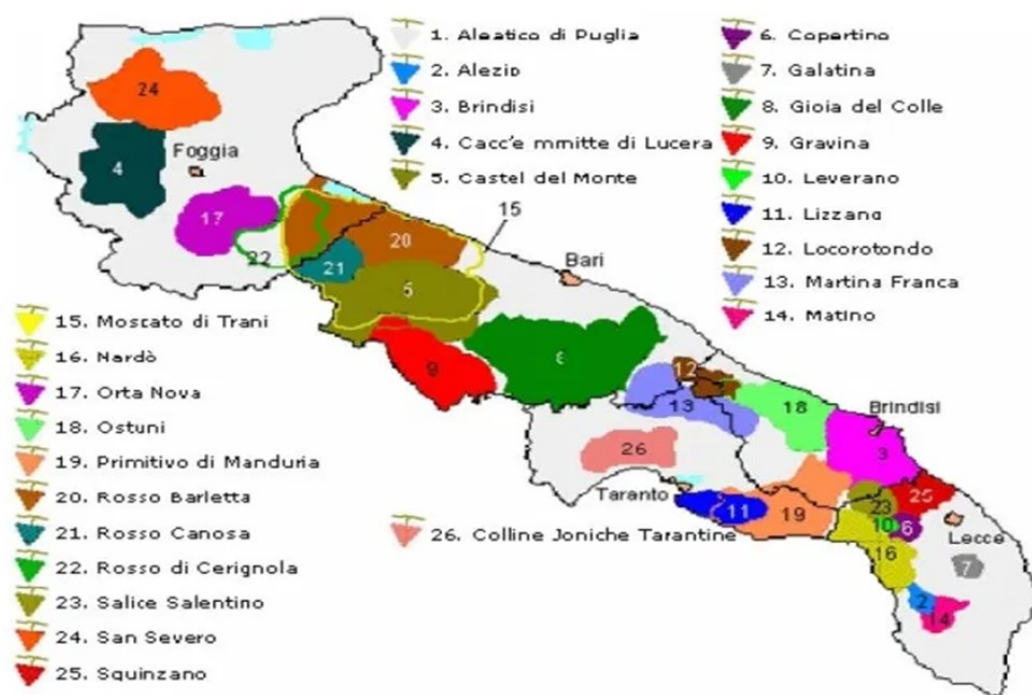 1. Aleatico di Puglia
2. Alezio
3. Brindisi
4. Cacc'e mmitte di Lucera
5. Castel del Monte
6. Copertino
7. Galatina
8. Gioia del Colle
9. Gravina
10. Leverano
11. Lizzano
12. Locorotondo
13. Martina Franca
14. Matino
15. Moscato di Trani
16. Nardò
17. Orta Nova
18. Ostuni
19. Primitivo di Manduria
20. Rosso Barletta
21. Rosso Canosa
22. Rosso di Cerignola
23. Salice Salentino
24. San Severo
25. Squinzano
26. Colline Joniche Tarantine
24
4
Foggia
17
22
20
21
15
5
Bari
9
8
12
13
18
Brindisi
3
26
Taranto
11
19
23
25
10
6
Lecce
16
7
2
14